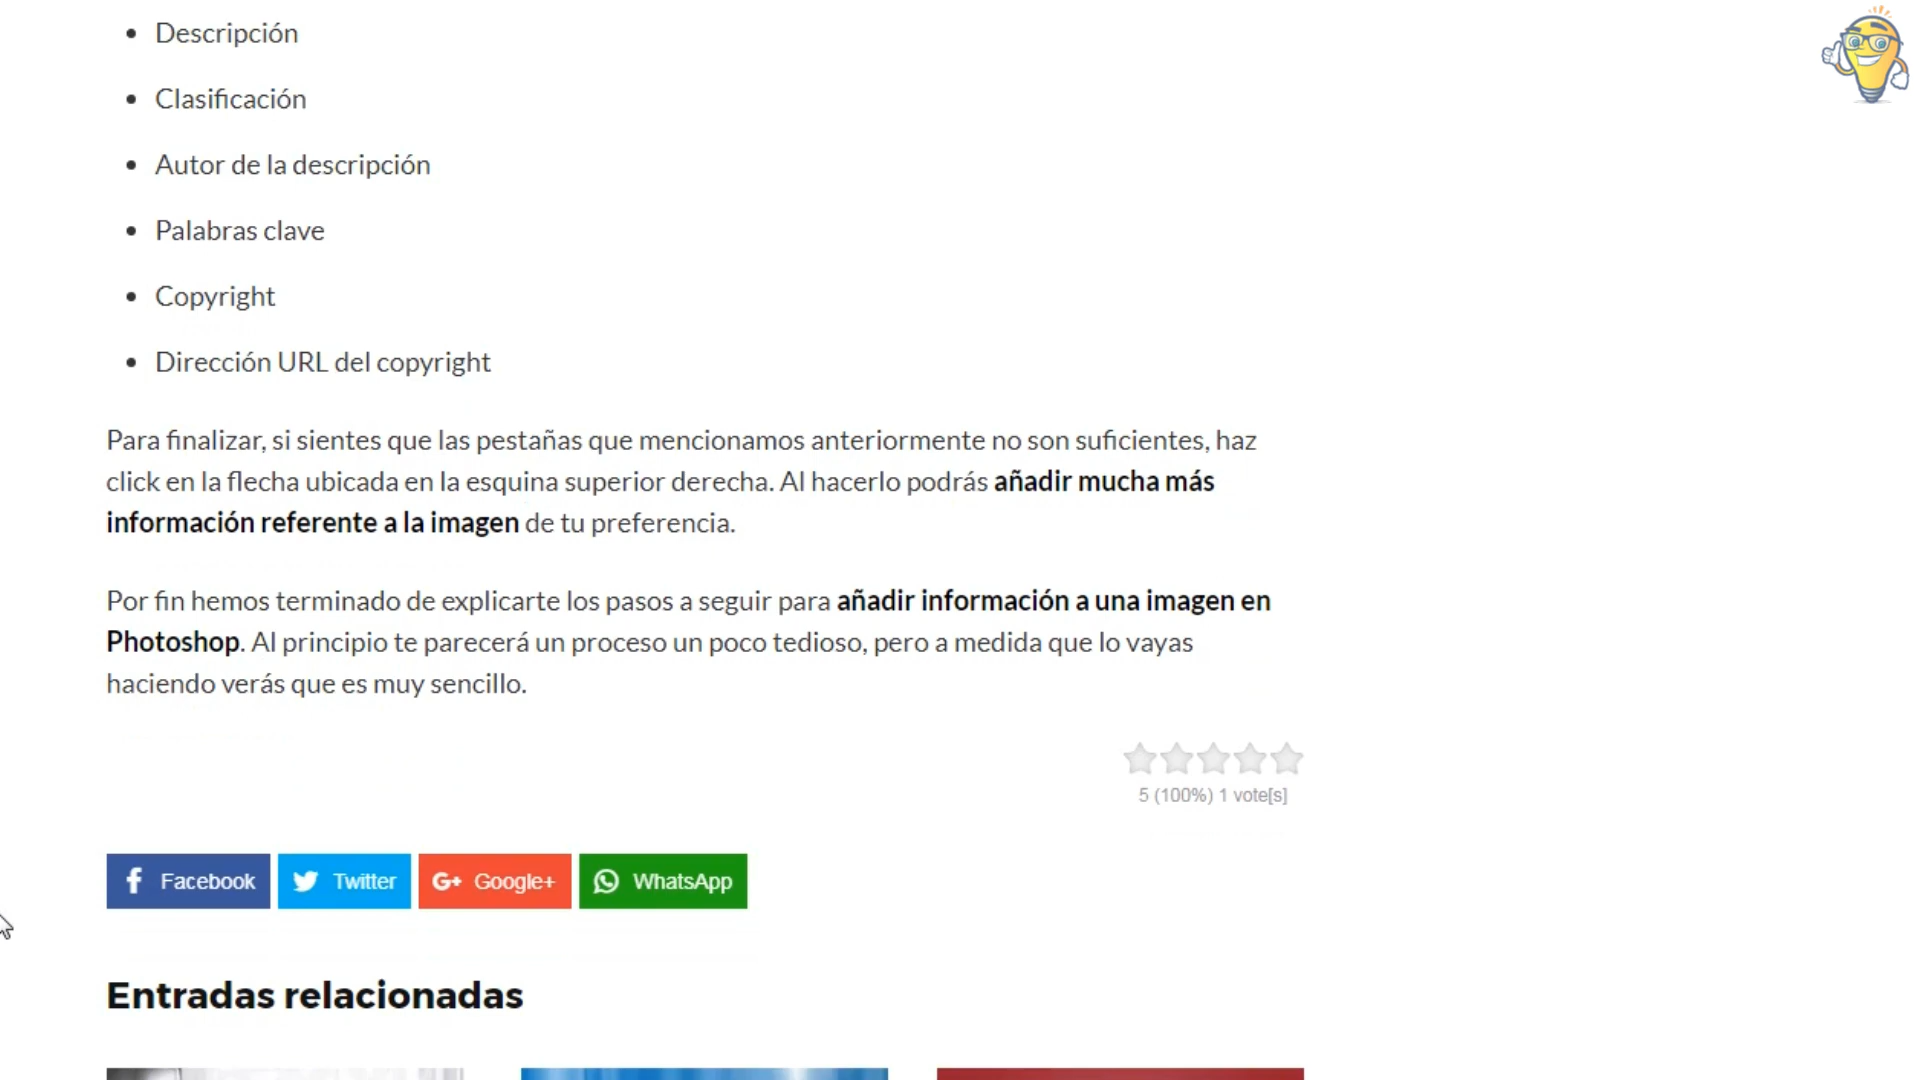 Descripción
Clasificación
Autor de la descripción
Palabras clave
Copyright
Dirección URL del copyright
Para finalizar, si sientes que las pestañas que mencionamos anteriormente no son suficientes, haz
click en la flecha ubicada en la esquina superior derecha. Al hacerlo podrás añadir mucha más
información referente a la imagen de tu preferencia.
Por fin hemos terminado de explicarte los pasos a seguir para añadir información a una imagen en
Photoshop. Al principio te parecerá un proceso un poco tedioso, pero a medida que lo vayas
haciendo verás que es muy sencillo.
5 (100%) 1 vote[s]
Facebook Twitter G+ Google+ WhatsApp
Entradas relacionadas